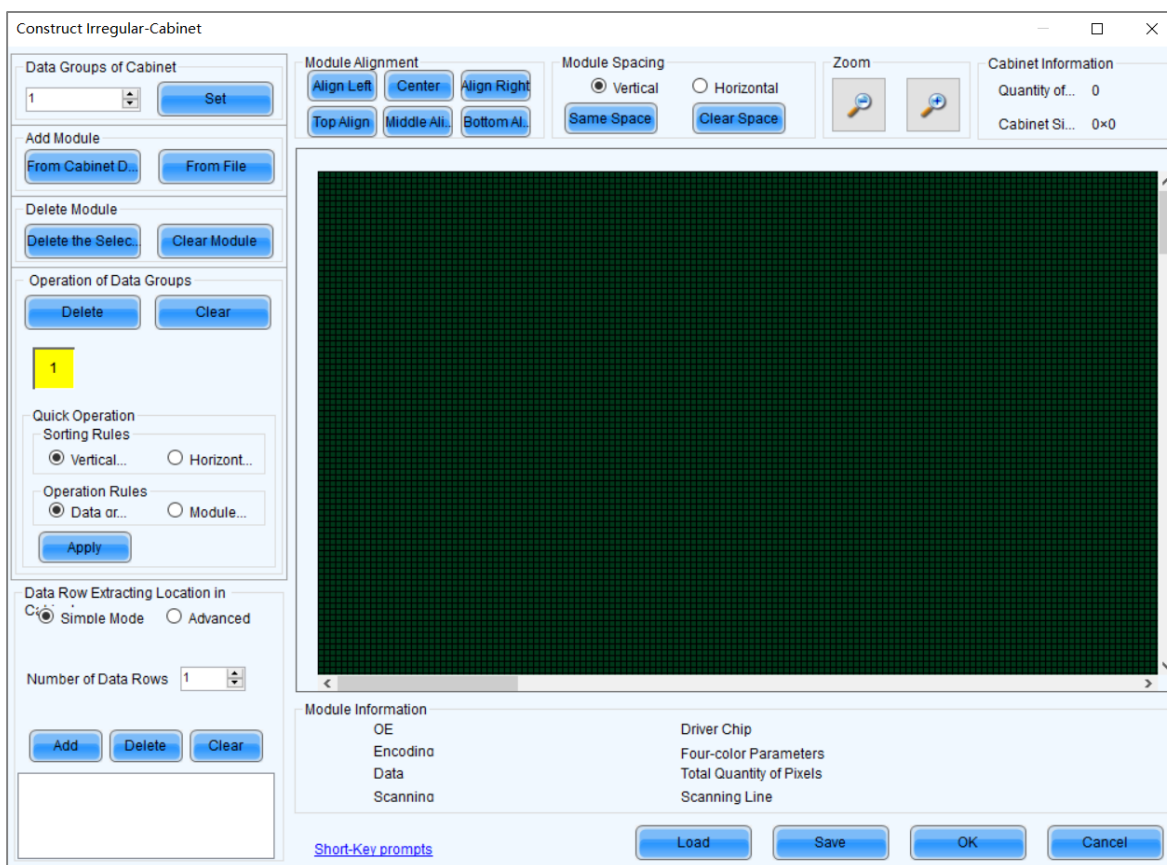 Construct Irregular-Cabinet
Data Groups of Cabinet
1
Set
Add Module
From Cabinet D...
From File
Delete Module
Delete the Selec...
Clear Module
Operation of Data Groups
Delete
Clear
1
Quick Operation
Sorting Rules
Vertical...
Horizont...
Operation Rules
Data gr...
Module...
Apply
Data Row Extracting Location in
Simple Mode
Advanced
Number of Data Rows
1
Add
Delete
Clear
Module Alignment
Align Left
Center
Align Right
Top Align
Middle Ali...
Bottom Al...
Module Spacing
Vertical
Horizontal
Same Space
Clear Space
Zoom
Cabinet Information
Quantity of... 0
Cabinet Si... 0×0
Module Information
OE
Driver Chip
Encoding
Four-color Parameters
Data
Total Quantity of Pixels
Scanning
Scanning Line
Short-Key prompts
Load
Save
OK
Cancel